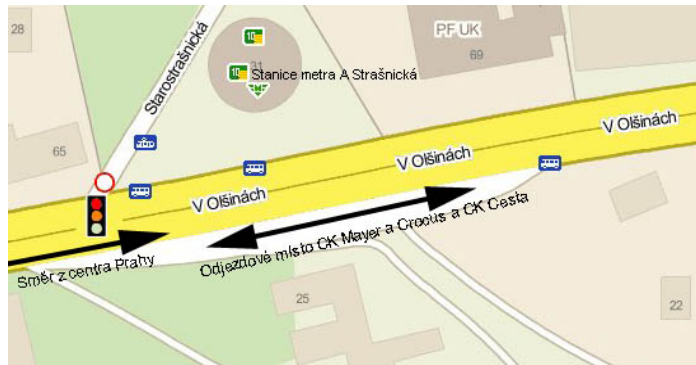 28
10
PF UK
31
69
10
Stanice metra A Strašnická
Starostrašnická
V Olšinách
65
V Olšinách
V Olšinách
Odjezdové místo CK Mayer a Crocus a CK Cesta
Směr z centra Prahy
25
22